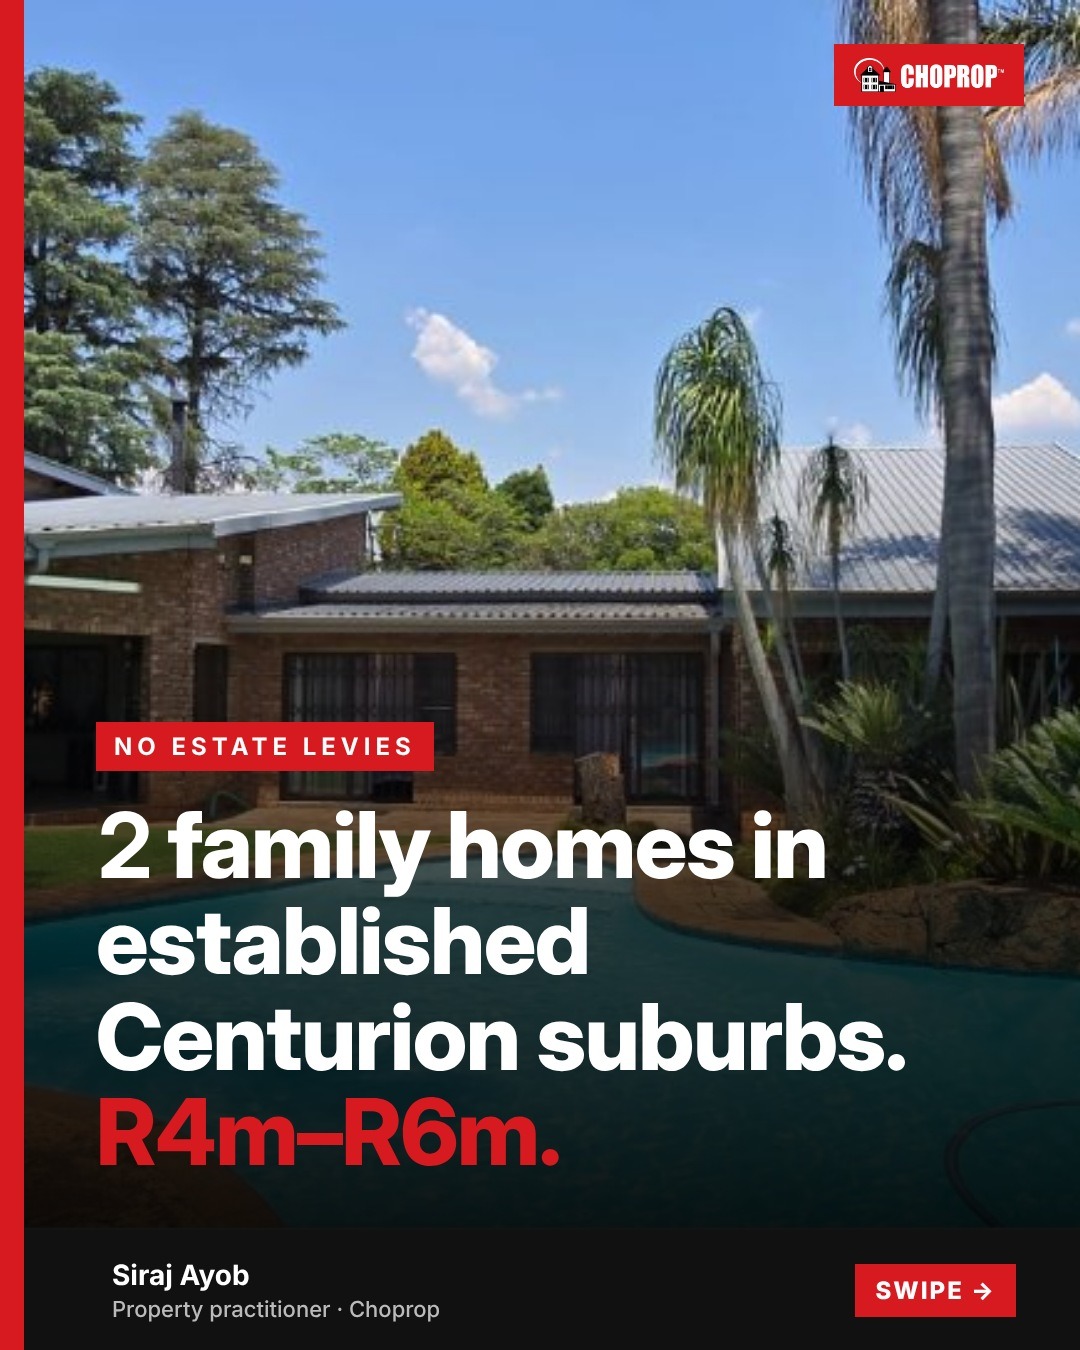 CHOPROP™
NO ESTATE LEVIES
2 family homes in
established
Centurion suburbs.
R4m–R6m.
Siraj Ayob
Property practitioner · Choprop
SWIPE →